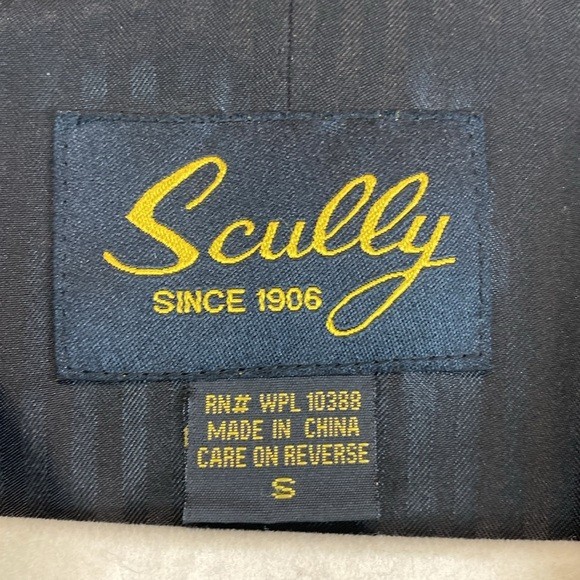 Scully
SINCE 1906
RN# WPL 10388
MADE IN CHINA
CARE ON REVERSE
S